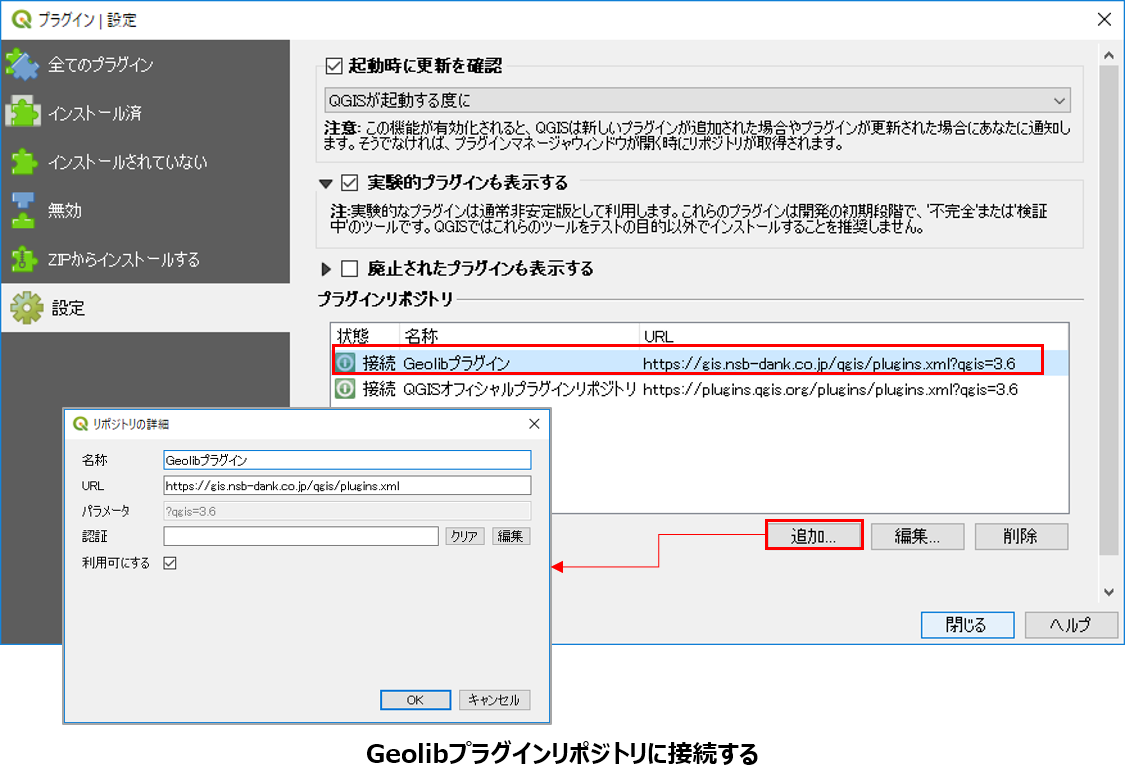 プラグイン | 設定
全てのプラグイン
インストール済
インストールされていない
無効
ZIPからインストールする
設定
起動時に更新を確認
QGISが起動する度に
注意: この機能が有効化されると、QGISは新しいプラグインが追加された場合やプラグインが更新された場合にあなたに通知し
ます。そうでなければ、プラグインマネージャウィンドウが開く時にリポジトリが取得されます。
実験的プラグインも表示する
注:実験的なプラグインは通常非安定版として利用します。これらのプラグインは開発の初期段階で、'不完全'または'検証
中'のツールです。QGISではこれらのツールをテストの目的以外でインストールすることを推奨しません。
廃止されたプラグインも表示する
プラグインリポジトリ
状態 名称 URL
接続 Geolibプラグイン https://gis.nsb-dank.co.jp/qgis/plugins.xml?qgis=3.6
接続 QGISオフィシャルプラグインリポジトリ https://plugins.qgis.org/plugins/plugins.xml?qgis=3.6
追加... 編集... 削除
閉じる ヘルプ
リポジトリの詳細
名称 Geolibプラグイン
URL https://gis.nsb-dank.co.jp/qgis/plugins.xml
パラメータ ?qgis=3.6
認証 クリア 編集
利用可にする
OK キャンセル
Geolibプラグインリポジトリに接続する